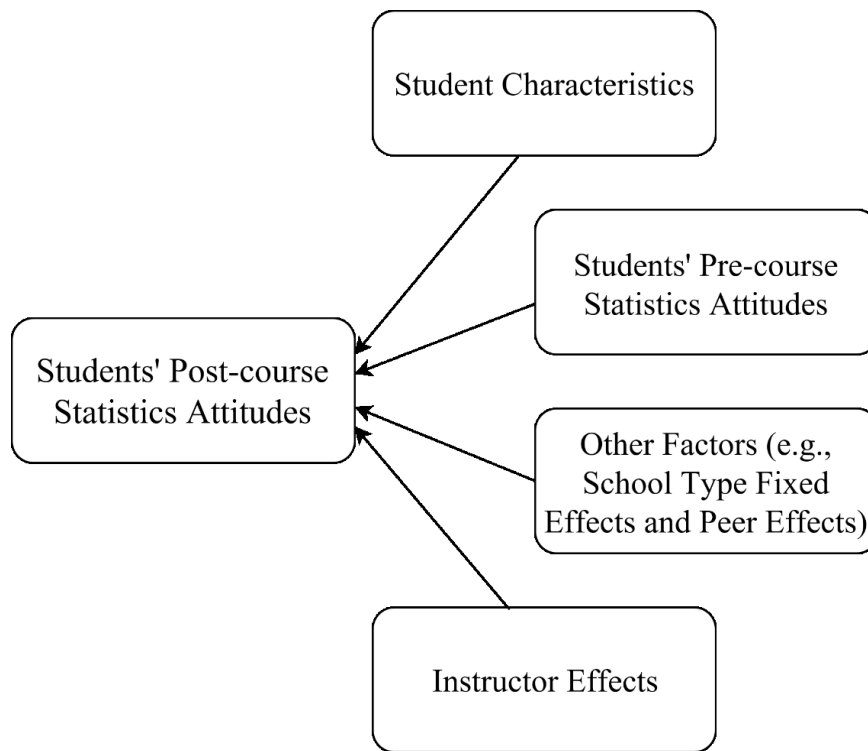 Student Characteristics
Students' Pre-course
Statistics Attitudes
Students' Post-course
Statistics Attitudes
Other Factors (e.g.,
School Type Fixed
Effects and Peer Effects)
Instructor Effects